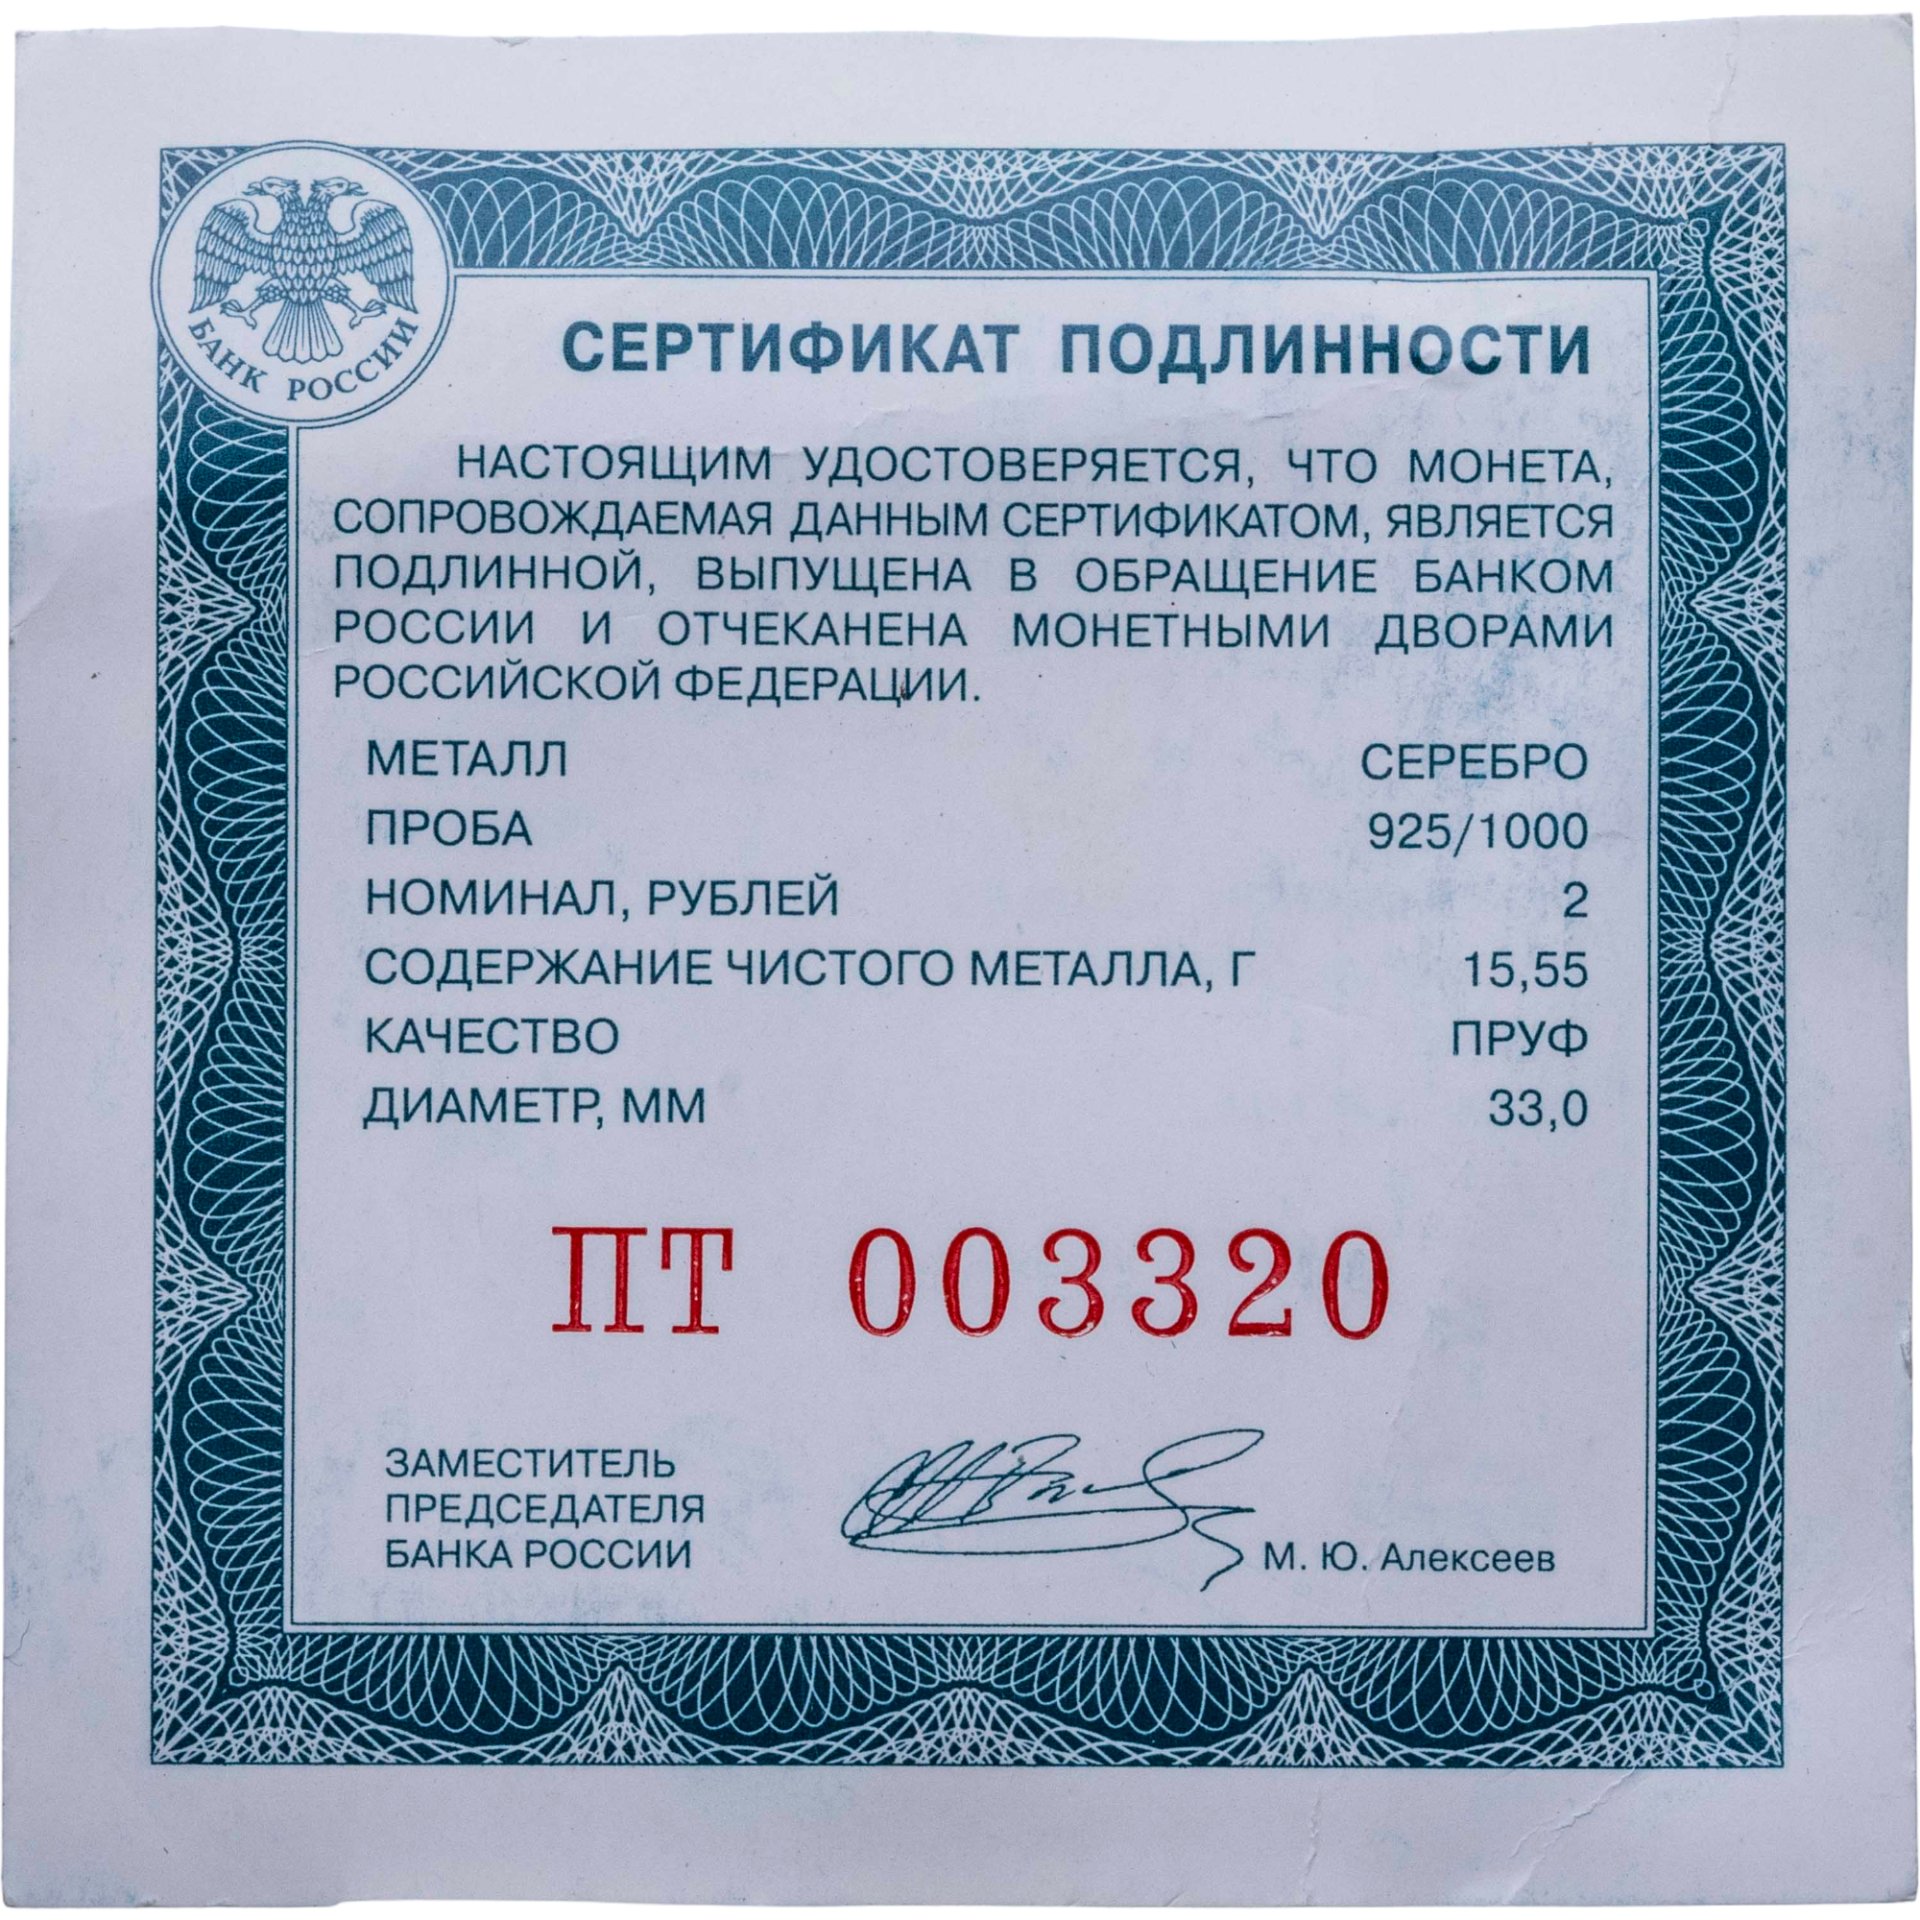 БАНК РОССИИ
СЕРТИФИКАТ ПОДЛИННОСТИ
НАСТОЯЩИМ УДОСТОВЕРЯЕТСЯ, ЧТО МОНЕТА,
СОПРОВОЖДАЕМАЯ ДАННЫМ СЕРТИФИКАТОМ, ЯВЛЯЕТСЯ
ПОДЛИННОЙ, ВЫПУЩЕНА В ОБРАЩЕНИЕ БАНКОМ
РОССИИ И ОТЧЕКАНЕНА МОНЕТНЫМИ ДВОРАМИ
РОССИЙСКОЙ ФЕДЕРАЦИИ.
МЕТАЛЛ СЕРЕБРО
ПРОБА 925/1000
НОМИНАЛ, РУБЛЕЙ 2
СОДЕРЖАНИЕ ЧИСТОГО МЕТАЛЛА, Г 15,55
КАЧЕСТВО ПРУФ
ДИАМЕТР, ММ 33,0
ПТ 003320
ЗАМЕСТИТЕЛЬ
ПРЕДСЕДАТЕЛЯ
БАНКА РОССИИ
М. Ю. Алексеев